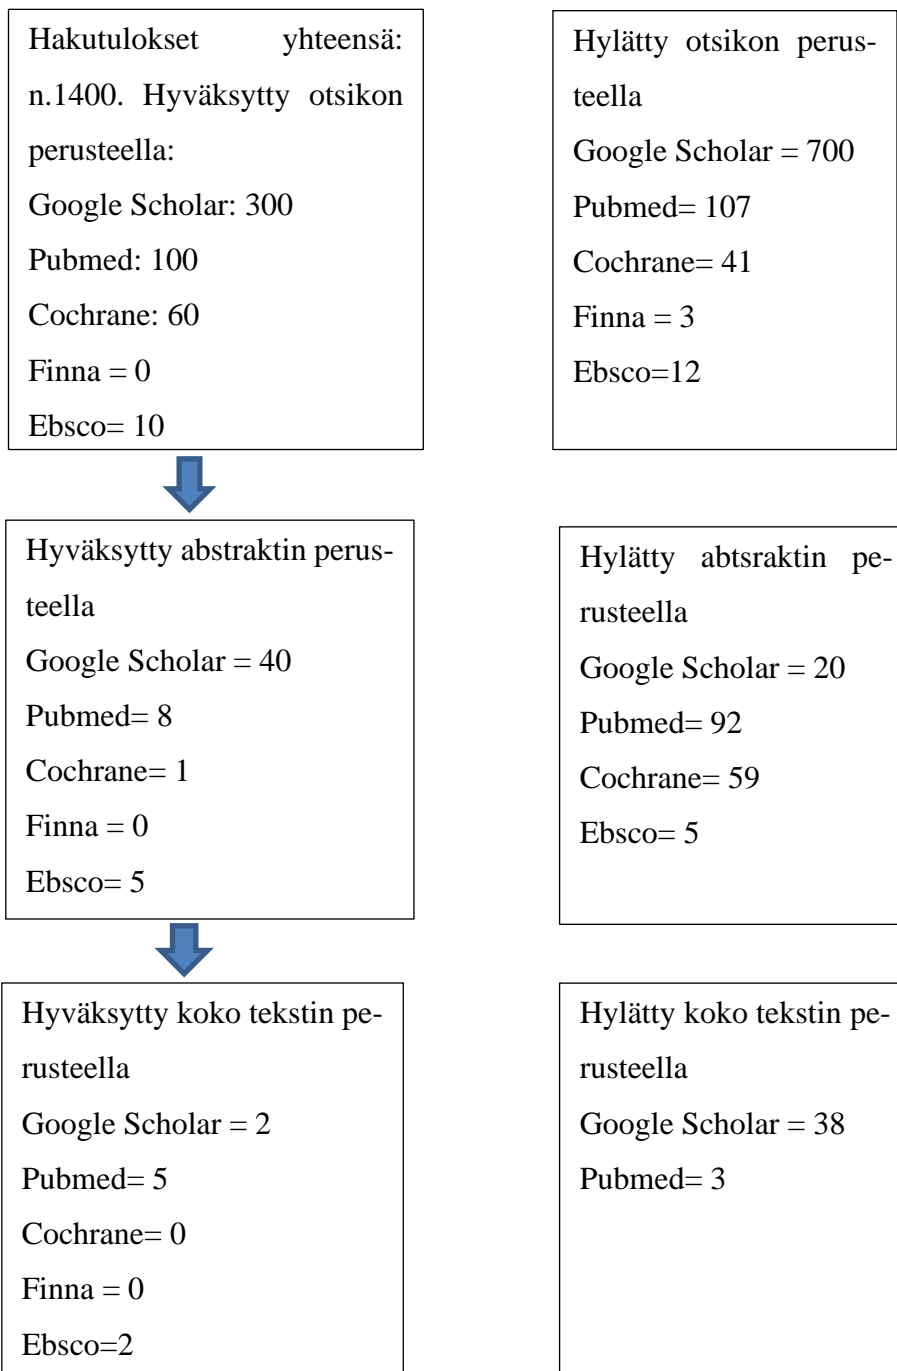 Hakutulokset yhteensä:
n.1400. Hyväksytty otsikon
perusteella:
Google Scholar: 300
Pubmed: 100
Cochrane: 60
Finna = 0
Ebsco= 10
Hylätty otsikon perus-
teella
Google Scholar = 700
Pubmed= 107
Cochrane= 41
Finna = 3
Ebsco=12
Hyväksytty abstraktin perus-
teella
Google Scholar = 40
Pubmed= 8
Cochrane= 1
Finna = 0
Ebsco= 5
Hylätty abtsraktin pe-
rusteella
Google Scholar = 20
Pubmed= 92
Cochrane= 59
Ebsco= 5
Hyväksytty koko tekstin pe-
rusteella
Google Scholar = 2
Pubmed= 5
Cochrane= 0
Finna = 0
Ebsco=2
Hylätty koko tekstin pe-
rusteella
Google Scholar = 38
Pubmed= 3